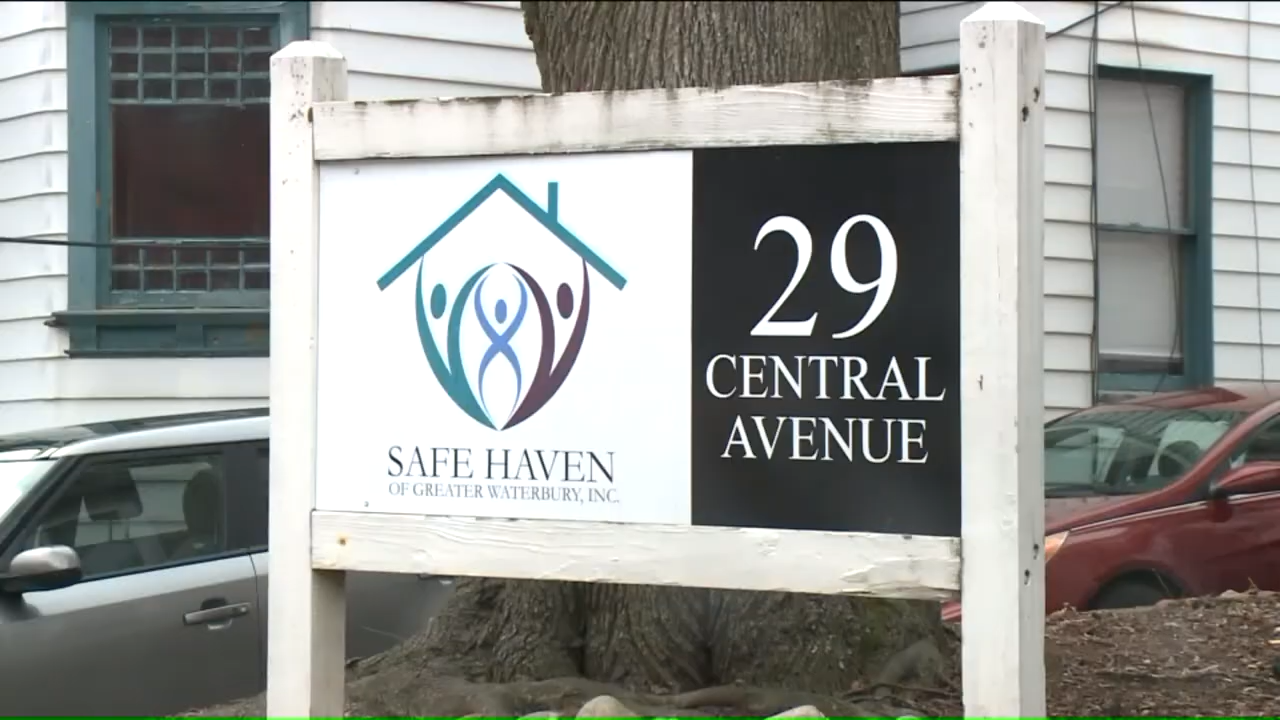 SAFE HAVEN
OF GREATER WATERBURY, INC.
29
CENTRAL
AVENUE